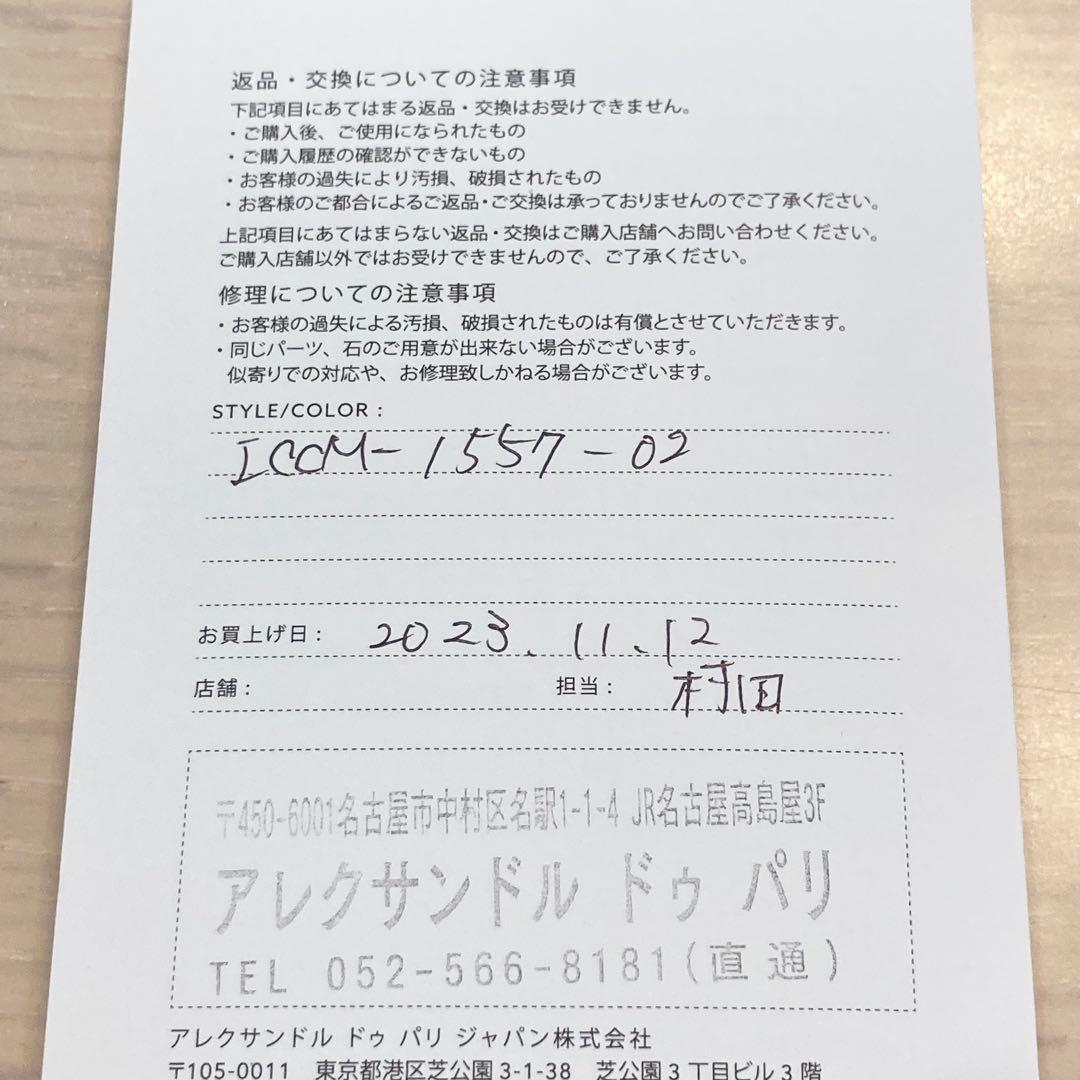 返品・交換についての注意事項
下記項目にあてはまる返品・交換はお受けできません。
・ご購入後、ご使用になられたもの
・ご購入履歴の確認ができないもの
・お客様の過失により汚損、破損されたもの
・お客様のご都合によるご返品・ご交換は承っておりませんのでご了承ください。
上記項目にあてはまらない返品・交換はご購入店舗へお問い合わせください。
ご購入店舗以外ではお受けできませんので、ご了承ください。
修理についての注意事項
・お客様の過失による汚損、破損されたものは有償とさせていただきます。
・同じパーツ、石のご用意が出来ない場合がございます。
似寄りでの対応や、お修理致しかねる場合がございます。
STYLE/COLOR :
ICCM-1557-02
お買上げ日 : 2023.11.12
店舗 : 担当 : 村田
〒450-6001名古屋市中村区名駅1-1-4 JR名古屋高島屋3F
アレクサンドル ドゥ パリ
TEL 052-566-8181(直通)
アレクサンドル ドゥ パリ ジャパン株式会社
〒105-0011 東京都港区芝公園3-1-38 芝公園3丁目ビル3階